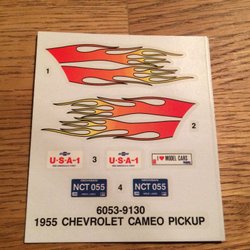 1
2
U·S·A-1
3
U·S·A-1
I ♥ MODEL CARS
NCT 055
4
NCT 055
6053-9130
1955 CHEVROLET CAMEO PICKUP